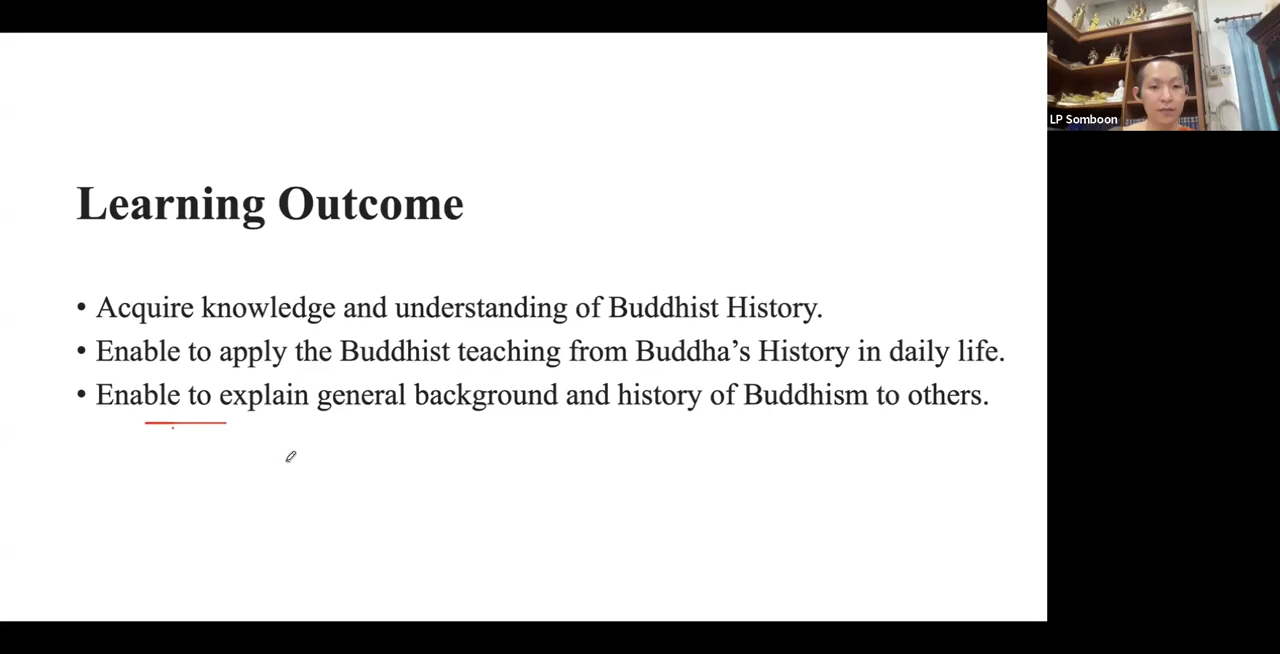 LP Somboon
Learning Outcome
• Acquire knowledge and understanding of Buddhist History.
• Enable to apply the Buddhist teaching from Buddha’s History in daily life.
• Enable to explain general background and history of Buddhism to others.